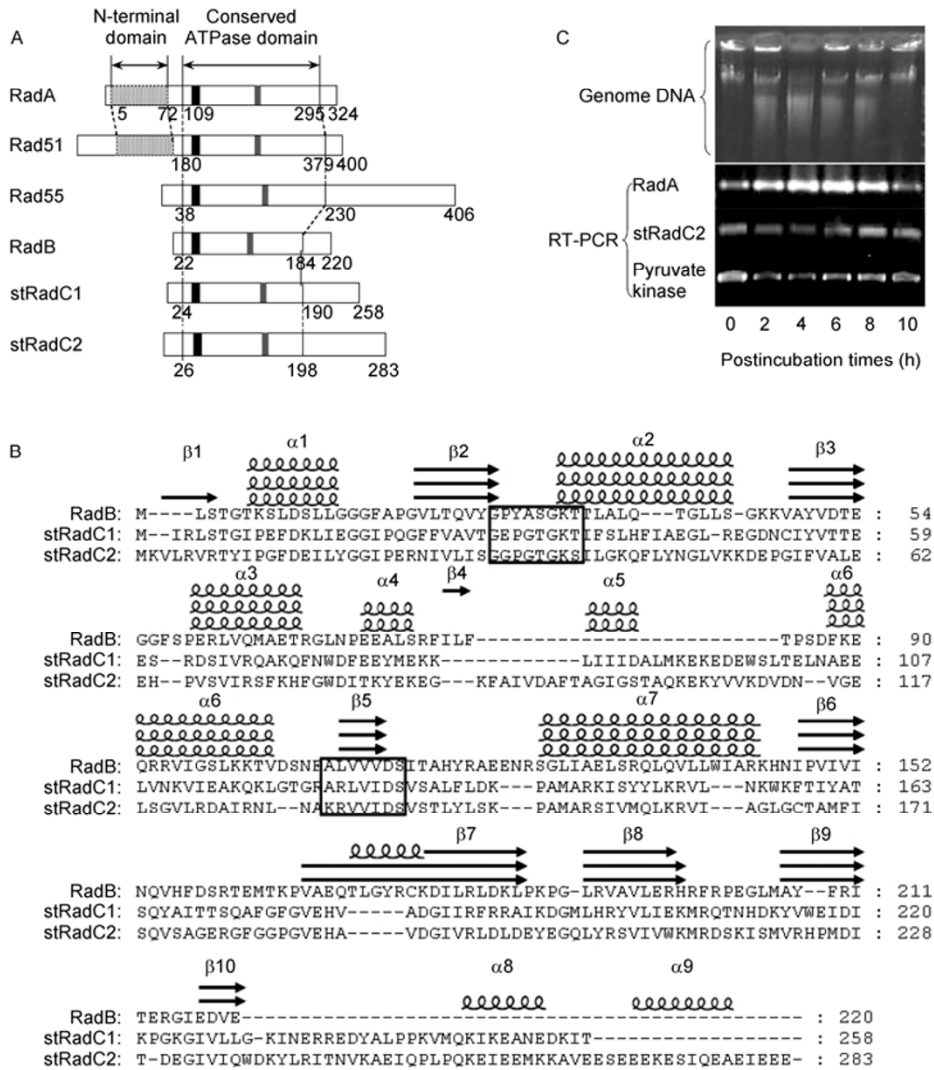 A
N-terminal domain
Conserved ATPase domain
RadA
5 72 109 295 324
Rad51
180 379 400
Rad55
38 230 406
RadB
22 184 220
stRadC1
24 190 258
stRadC2
26 198 283
C
Genome DNA
RT-PCR
RadA
stRadC2
Pyruvate kinase
0 2 4 6 8 10
Postincubation times (h)
B
β1 α1 β2 α2 β3
RadB: M----LSTGTKSLDSLLGGGFAPGVLTQVYGPYASGKTTLALQ---TGLLS-GKKVAYVDTE : 54
stRadC1: M--IRLSTGIPEFDKLIEGGIPQGFFVAVTGEPGTGKTIFSLHFIAEGL-REGDNCIYVTTE : 59
stRadC2: MKVLRVRTYIPGFDEILYGGIPERNIVLISGGPGTGKSILGKQFLYNGLVKKDEPGIFVALE : 62
α3 α4 β4 α5 α6
RadB: GGFSPERLVQMAETRGLNPEEALSRFILF----------------------TPSDFKE : 90
stRadC1: ES--RDSIVRQAKQFNWDFEEYMEKK-----------LIIIDALMKEKEDEWSLTELNAEE : 107
stRadC2: EH--PVSVIRSFKHFGWDITKYEKEG---KFAIVDAFTAGIGSTAQKEKYVVKDVDN--VGE : 117
α6 β5 α7 β6
RadB: QRRVIGSLKKTVDSNEALVVVDSITAHYRAEENRSGLIAELSRQLQVLLWIARKHNIPVIVI : 152
stRadC1: LVNKVIEAKQKLGTGRARLVIDSVSALFLDK---PAMARKISYYLKRVL---NKWKFTIYAT : 163
stRadC2: LSGVLRDAIRNL--NAKRVVIDSVSTLYLSK---PAMARSIVMQLKRVI---AGLGCTAMFI : 171
β7 β8 β9
RadB: NQVHFDSRTEMTKPVAEQTLGYRCKDILRLDKLPKPG-LRVAVLERHRFRPEGLMAY--FRI : 211
stRadC1: SQYAITTSQAFGFGVEHV-----ADGIIRFRRAIKDGMLHRYVLIEKMRQTNHDKYVWEIDI : 220
stRadC2: SQVSAGERGFGGPGVEHA-----VDGIVRLDLDEYEGQLYRSVIVWKMRDSKISMVRHPMDI : 228
β10 α8 α9
RadB: TERGIEDVE-------------------------------------------------- : 220
stRadC1: KPGKGIVLLG-KINERREDYALPPKVMQKIKEANEDKIT-------------------- : 258
stRadC2: T-DEGIVIQWDKYLRITNVKAEIQPLPQKEIEEMKKAVEESEEEKESIQEAEIEEE- : 283